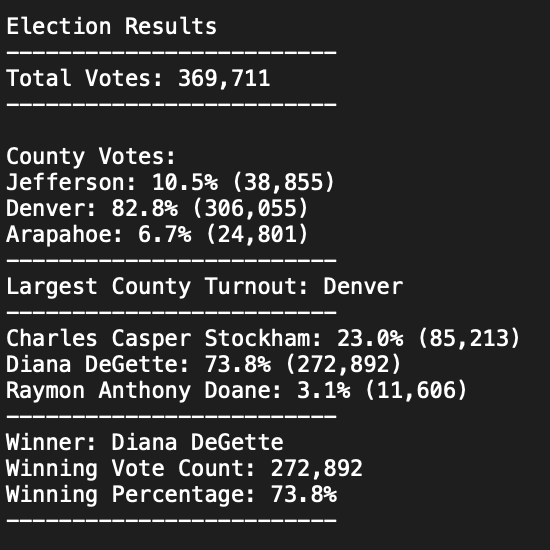 Election Results
-------------------------
Total Votes: 369,711
-------------------------
County Votes:
Jefferson: 10.5% (38,855)
Denver: 82.8% (306,055)
Arapahoe: 6.7% (24,801)
-------------------------
Largest County Turnout: Denver
-------------------------
Charles Casper Stockham: 23.0% (85,213)
Diana DeGette: 73.8% (272,892)
Raymon Anthony Doane: 3.1% (11,606)
-------------------------
Winner: Diana DeGette
Winning Vote Count: 272,892
Winning Percentage: 73.8%
-------------------------